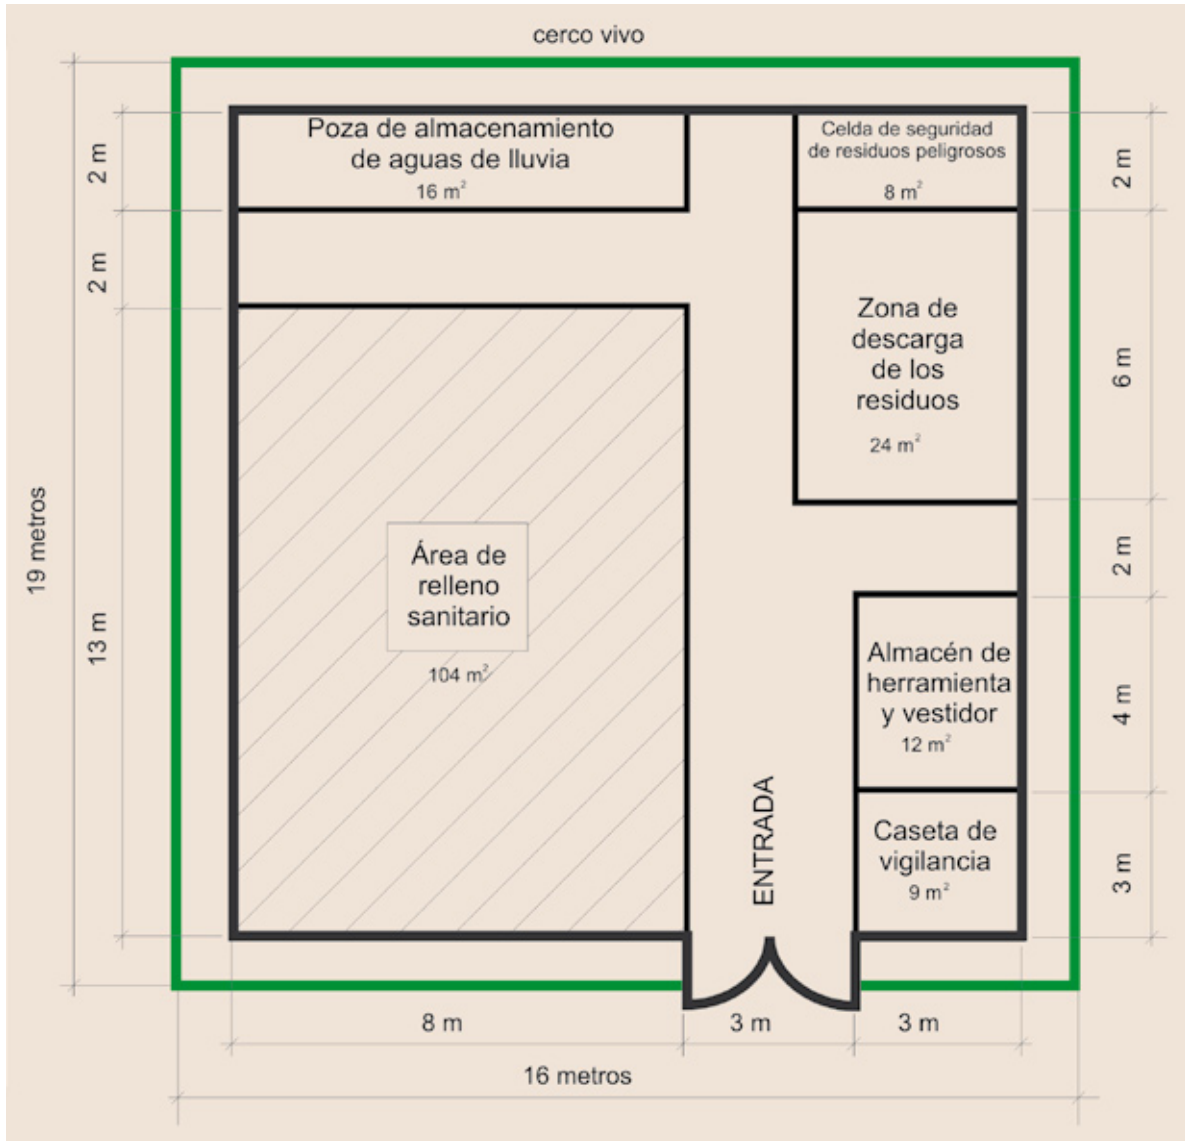 cerco vivo
Poza de almacenamiento
de aguas de lluvia
16 m²
Celda de seguridad
de residuos peligrosos
8 m²
2 m
2 m
2 m
Zona de
descarga
de los
residuos
24 m²
6 m
19 metros
13 m
Área de
relleno
sanitario
104 m²
2 m
Almacén de
herramienta
y vestidor
12 m²
4 m
ENTRADA
Caseta de
vigilancia
9 m²
3 m
8 m
3 m
3 m
16 metros